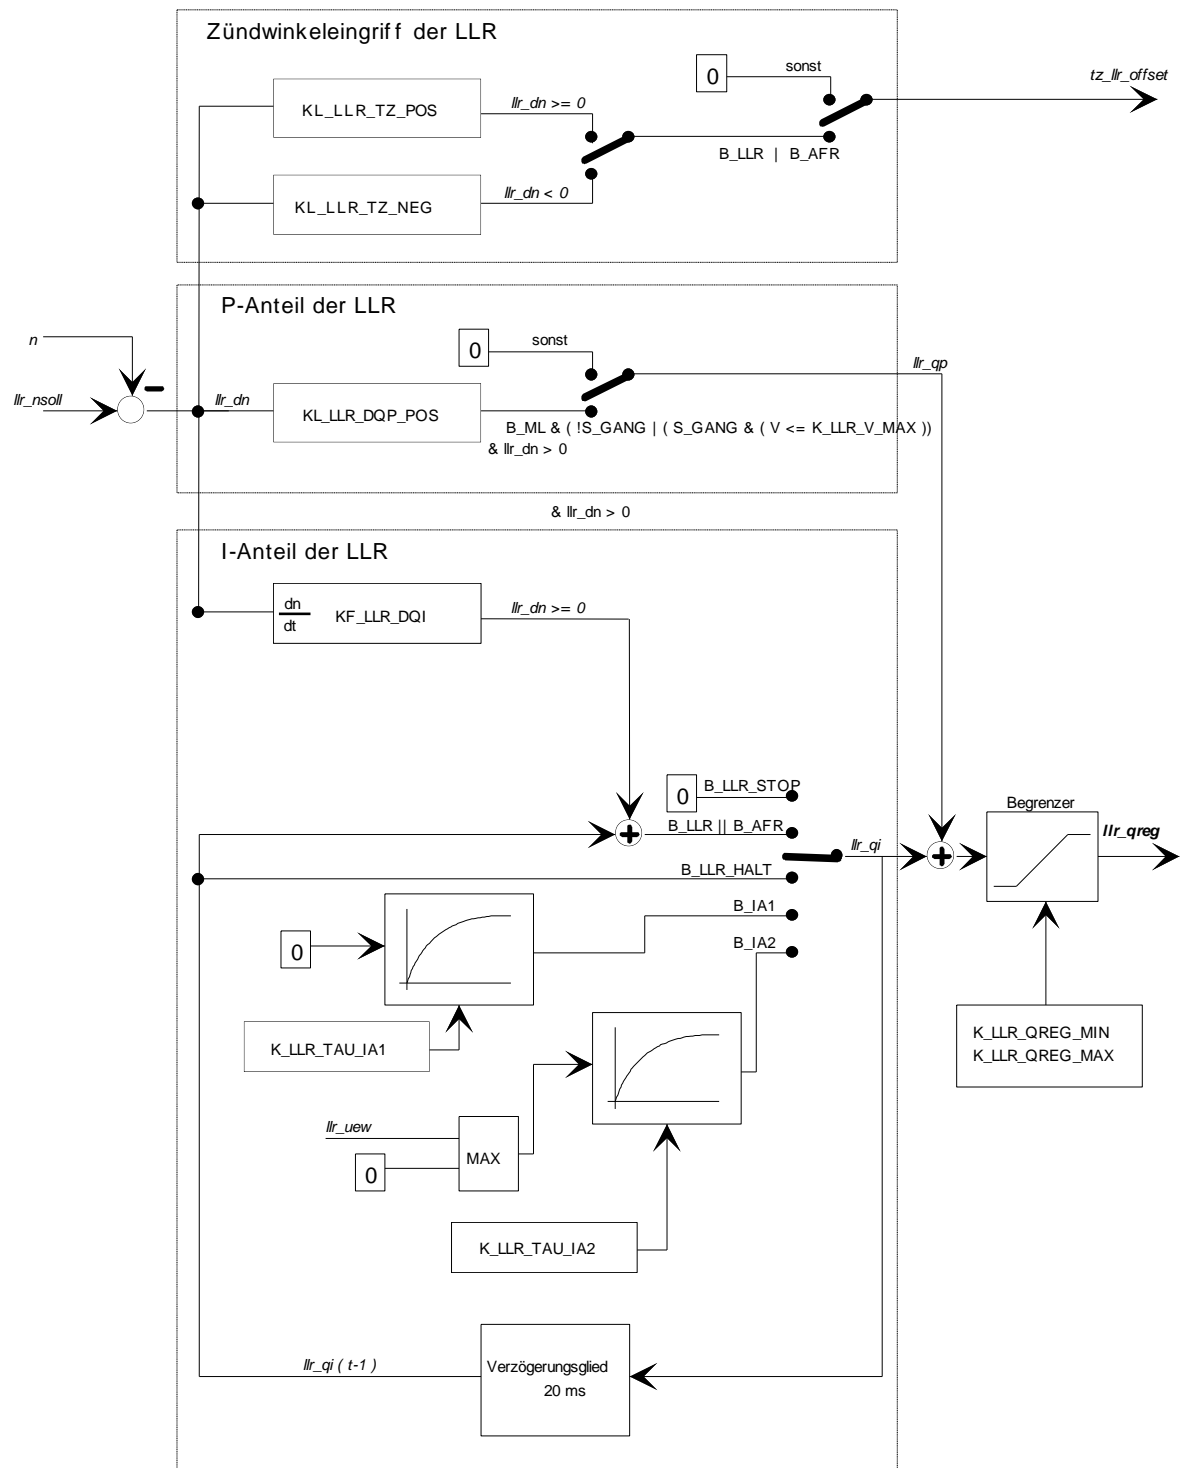 Zündwinkeleingriff der LLR
0
sonst
tz_llr_offset
KL_LLR_TZ_POS
llr_dn >= 0
B_LLR | B_AFR
KL_LLR_TZ_NEG
llr_dn < 0
P-Anteil der LLR
n
0
sonst
llr_qp
llr_nsoll
llr_dn
KL_LLR_DQP_POS
B_ML & ( !S_GANG | ( S_GANG & ( V <= K_LLR_V_MAX ))
& llr_dn > 0
& llr_dn > 0
I-Anteil der LLR
dn
dt
KF_LLR_DQI
llr_dn >= 0
0
B_LLR_STOP
B_LLR || B_AFR
Begrenzer
llr_qi
llr_qreg
B_LLR_HALT
B_IA1
0
B_IA2
K_LLR_TAU_IA1
K_LLR_QREG_MIN
K_LLR_QREG_MAX
llr_uew
MAX
0
K_LLR_TAU_IA2
llr_qi ( t-1 )
Verzögerungsglied
20 ms